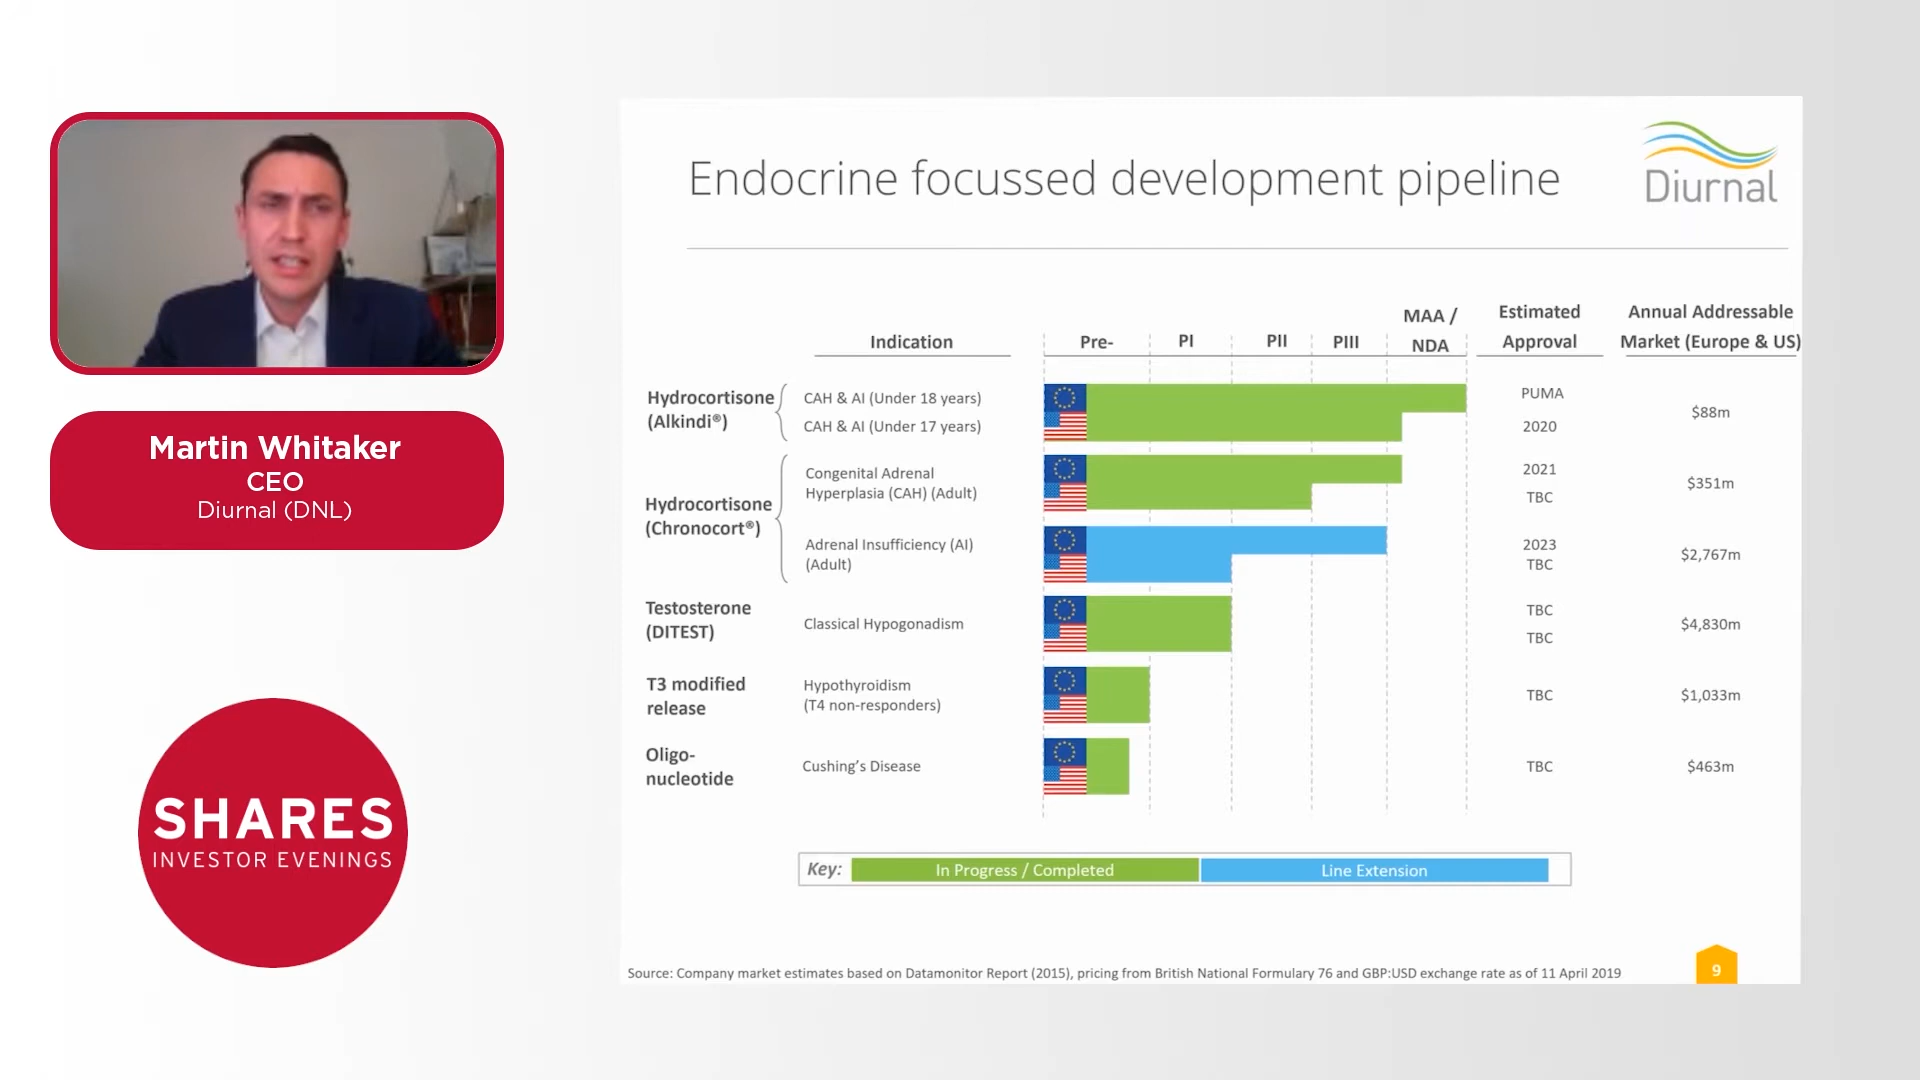 Martin Whitaker
CEO
Diurnal (DNL)
SHARES
INVESTOR EVENINGS
Endocrine focussed development pipeline
Diurnal
Indication
Pre-
PI
PII
PIII
MAA /
NDA
Estimated
Approval
Annual Addressable
Market (Europe & US)
Hydrocortisone
(Alkindi®)
CAH & AI (Under 18 years)
CAH & AI (Under 17 years)
PUMA
2020
$88m
Hydrocortisone
(Chronocort®)
Congenital Adrenal
Hyperplasia (CAH) (Adult)
2021
TBC
$351m
Adrenal Insufficiency (AI)
(Adult)
2023
TBC
$2,767m
Testosterone
(DITEST)
Classical Hypogonadism
TBC
TBC
$4,830m
T3 modified
release
Hypothyroidism
(T4 non-responders)
TBC
$1,033m
Oligo-
nucleotide
Cushing’s Disease
TBC
$463m
Key:
In Progress / Completed
Line Extension
Source: Company market estimates based on Datamonitor Report (2015), pricing from British National Formulary 76 and GBP:USD exchange rate as of 11 April 2019
9